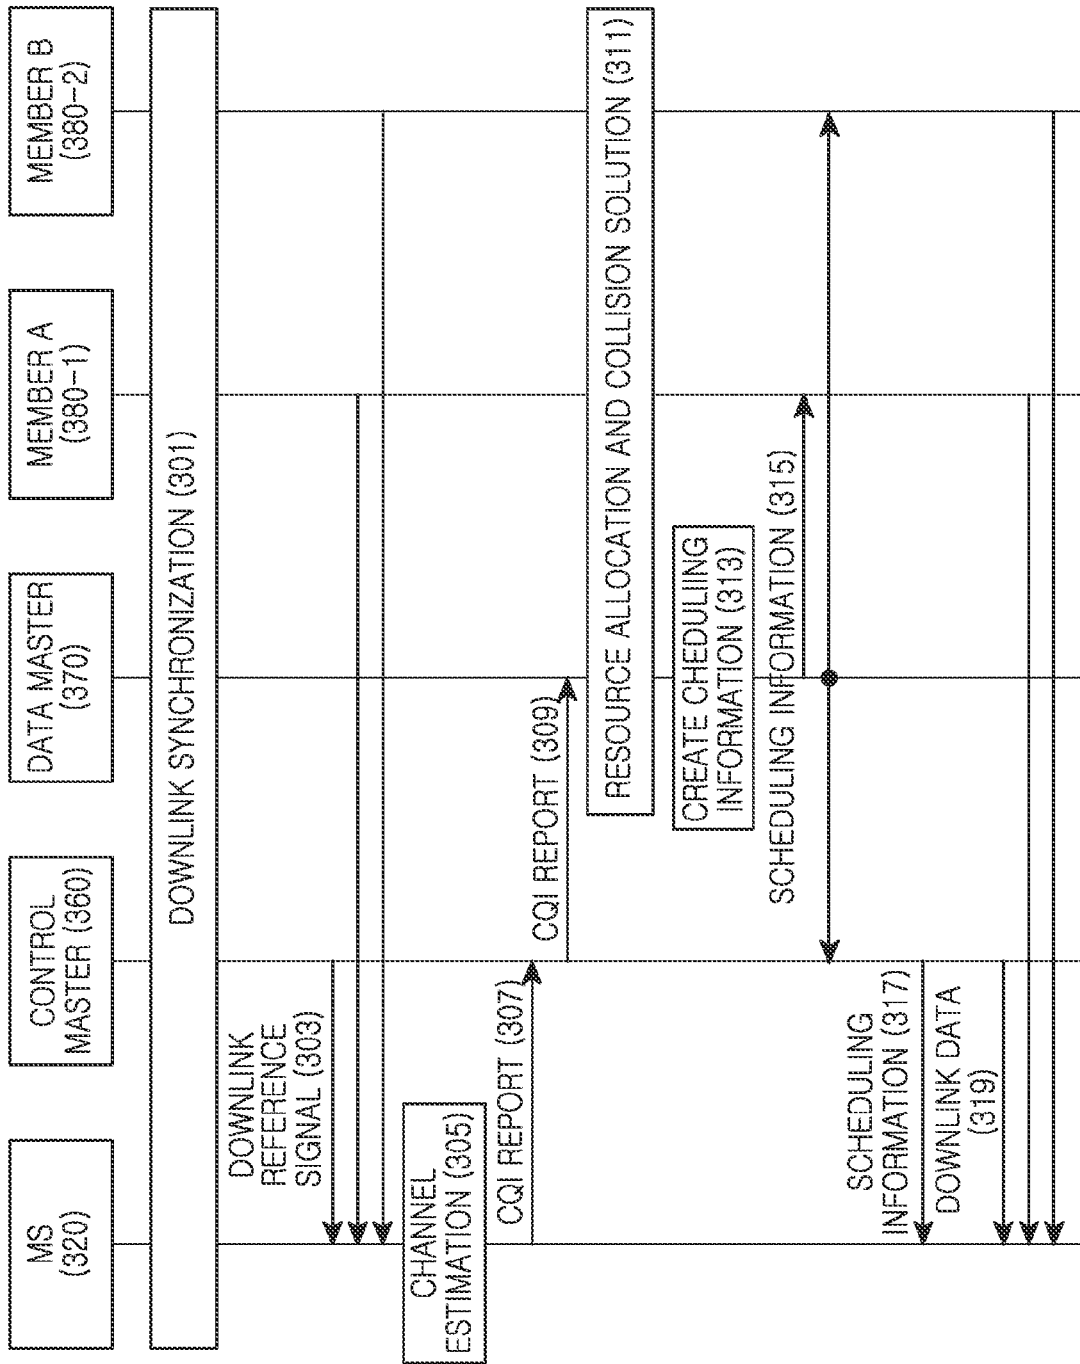 MS
(320)
CONTROL
MASTER (360)
DATA MASTER
(370)
MEMBER A
(380-1)
MEMBER B
(380-2)
DOWNLINK SYNCHRONIZATION (301)
DOWNLINK
REFERENCE
SIGNAL (303)
CHANNEL
ESTIMATION (305)
CQI REPORT (307)
CQI REPORT (309)
RESOURCE ALLOCATION AND COLLISION SOLUTION (311)
CREATE CHEDULIING
INFORMATION (313)
SCHEDULING INFORMATION (315)
SCHEDULING
INFORMATION (317)
DOWNLINK DATA
(319)